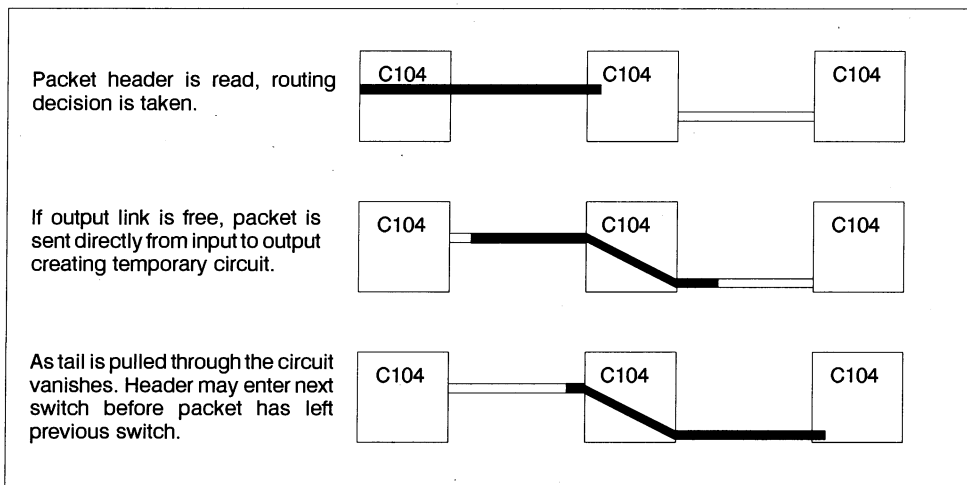 Packet header is read, routing
decision is taken.
C104
C104
C104
If output link is free, packet is
sent directly from input to output
creating temporary circuit.
C104
C104
C104
As tail is pulled through the circuit
vanishes. Header may enter next
switch before packet has left
previous switch.
C104
C104
C104